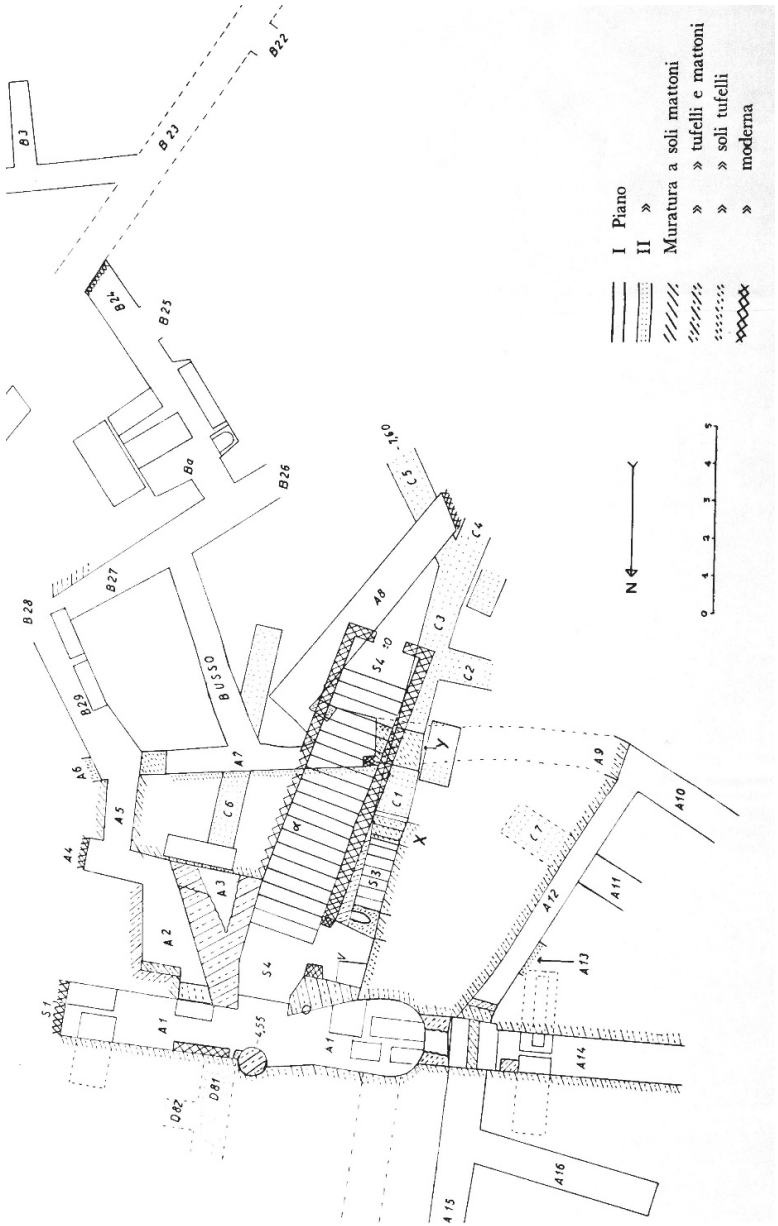 B22
B23
B3
B24
B25
Ba
B26
B27
B28
B29
BUSSO
A8
C5
-7,60
C4
C3
C2
S4
±0
A7
A6
A5
A4
C6
α
A3
A2
S4
C1
S3
X
Y
V
S1
A1
-4,55
A1
D82
D81
A9
A10
C7
A11
A12
A13
A14
A15
A16
N
0 1 2 3 4 5
I Piano
II »
Muratura a soli mattoni
» » tufelli e mattoni
» » soli tufelli
» moderna